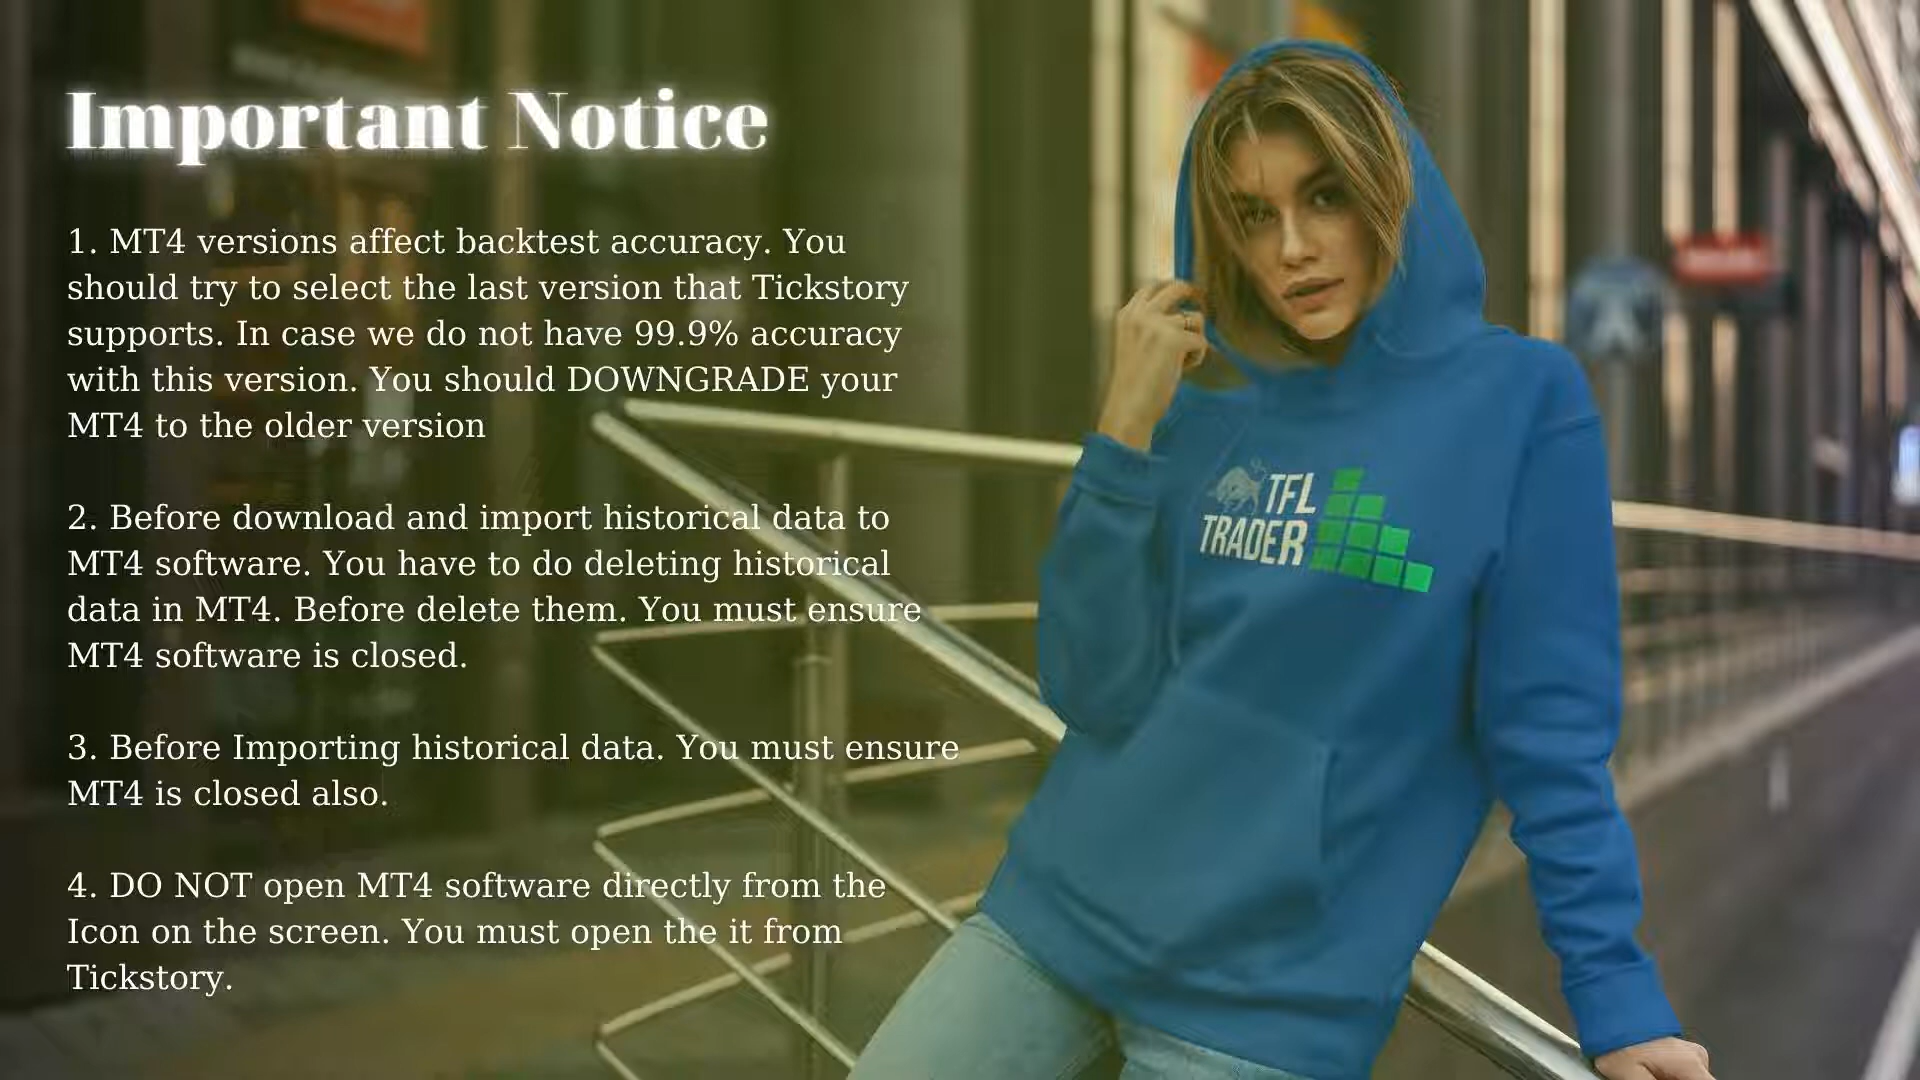 Important Notice
1. MT4 versions affect backtest accuracy. You
should try to select the last version that Tickstory
supports. In case we do not have 99.9% accuracy
with this version. You should DOWNGRADE your
MT4 to the older version
2. Before download and import historical data to
MT4 software. You have to do deleting historical
data in MT4. Before delete them. You must ensure
MT4 software is closed.
3. Before Importing historical data. You must ensure
MT4 is closed also.
4. DO NOT open MT4 software directly from the
Icon on the screen. You must open the it from
Tickstory.
TFL
TRADER